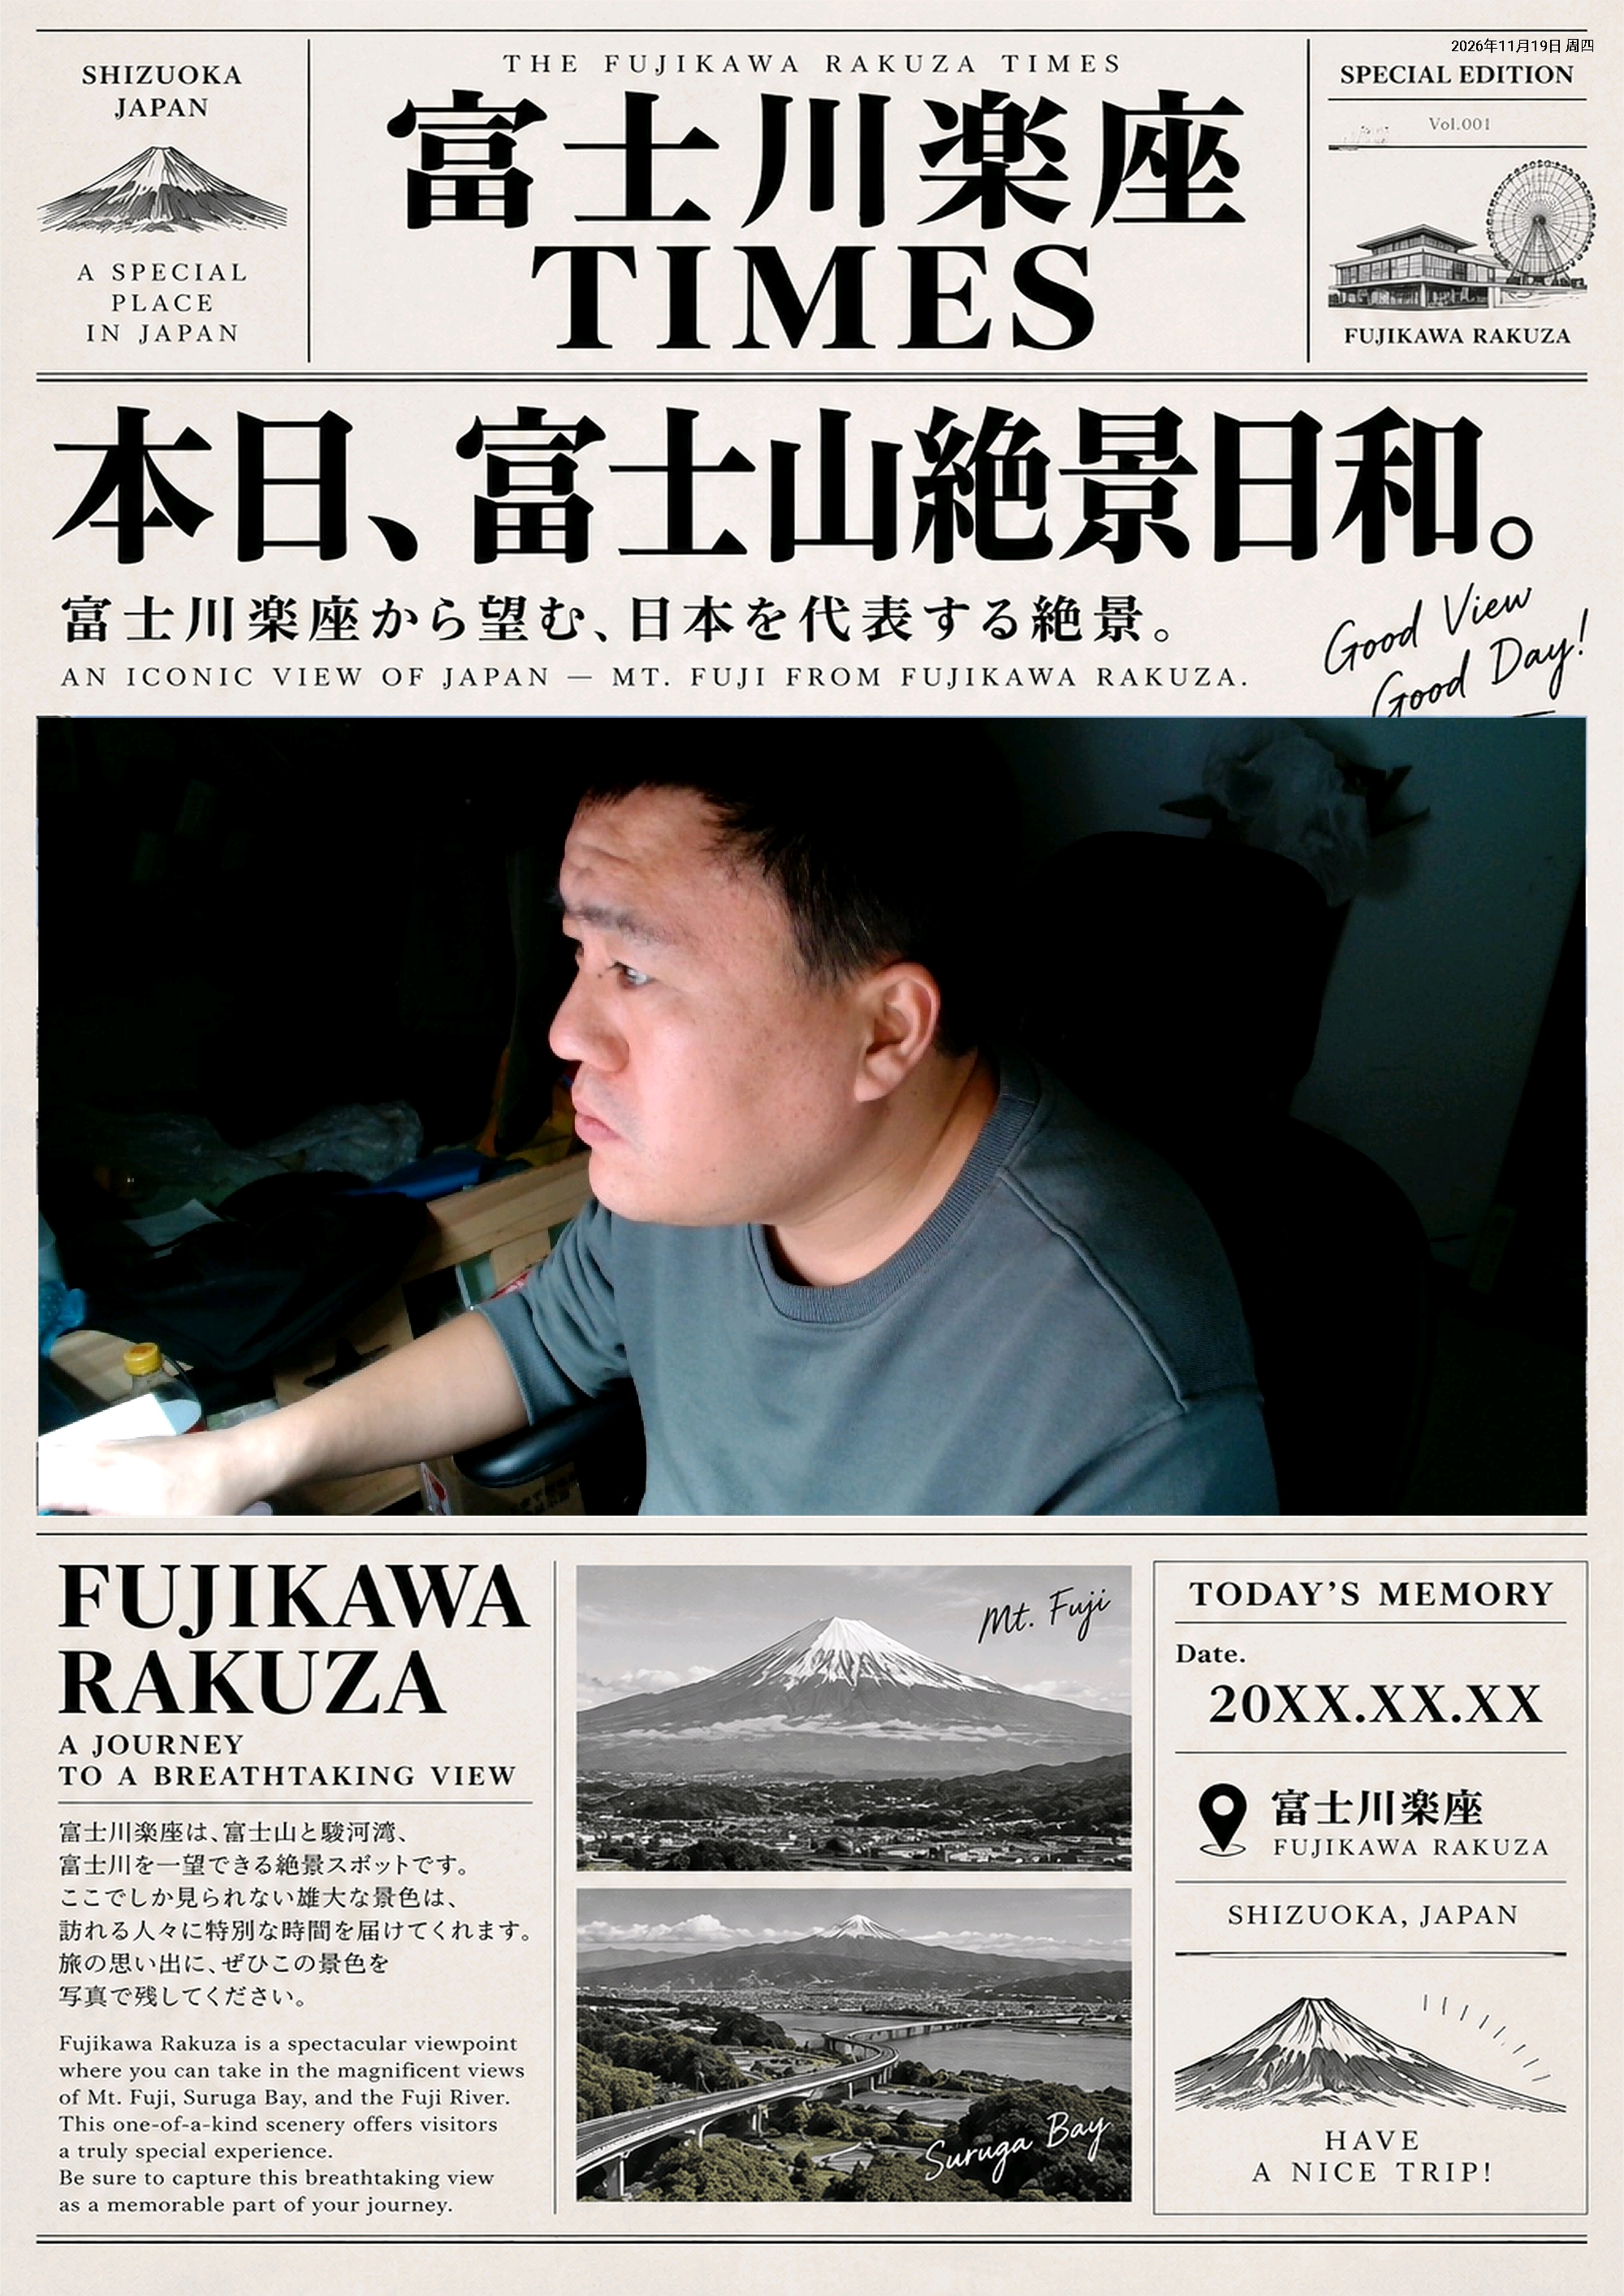 2026年11月19日 周四
SHIZUOKA
JAPAN
A SPECIAL
PLACE
IN JAPAN
THE FUJIKAWA RAKUZA TIMES
富士川楽座
TIMES
SPECIAL EDITION
Vol.001
FUJIKAWA RAKUZA
本日、富士山絶景日和。
富士川楽座から望む、日本を代表する絶景。
AN ICONIC VIEW OF JAPAN — MT. FUJI FROM FUJIKAWA RAKUZA.
Good View
Good Day!
FUJIKAWA
RAKUZA
A JOURNEY
TO A BREATHTAKING VIEW
富士川楽座は、富士山と駿河湾、
富士川を一望できる絶景スポットです。
ここでしか見られない雄大な景色は、
訪れる人々に特別な時間を届けてくれます。
旅の思い出に、ぜひこの景色を
写真で残してください。
Fujikawa Rakuza is a spectacular viewpoint
where you can take in the magnificent views
of Mt. Fuji, Suruga Bay, and the Fuji River.
This one-of-a-kind scenery offers visitors
a truly special experience.
Be sure to capture this breathtaking view
as a memorable part of your journey.
Mt. Fuji
Suruga Bay
TODAY'S MEMORY
Date.
20XX.XX.XX
富士川楽座
FUJIKAWA RAKUZA
SHIZUOKA, JAPAN
HAVE
A NICE TRIP!